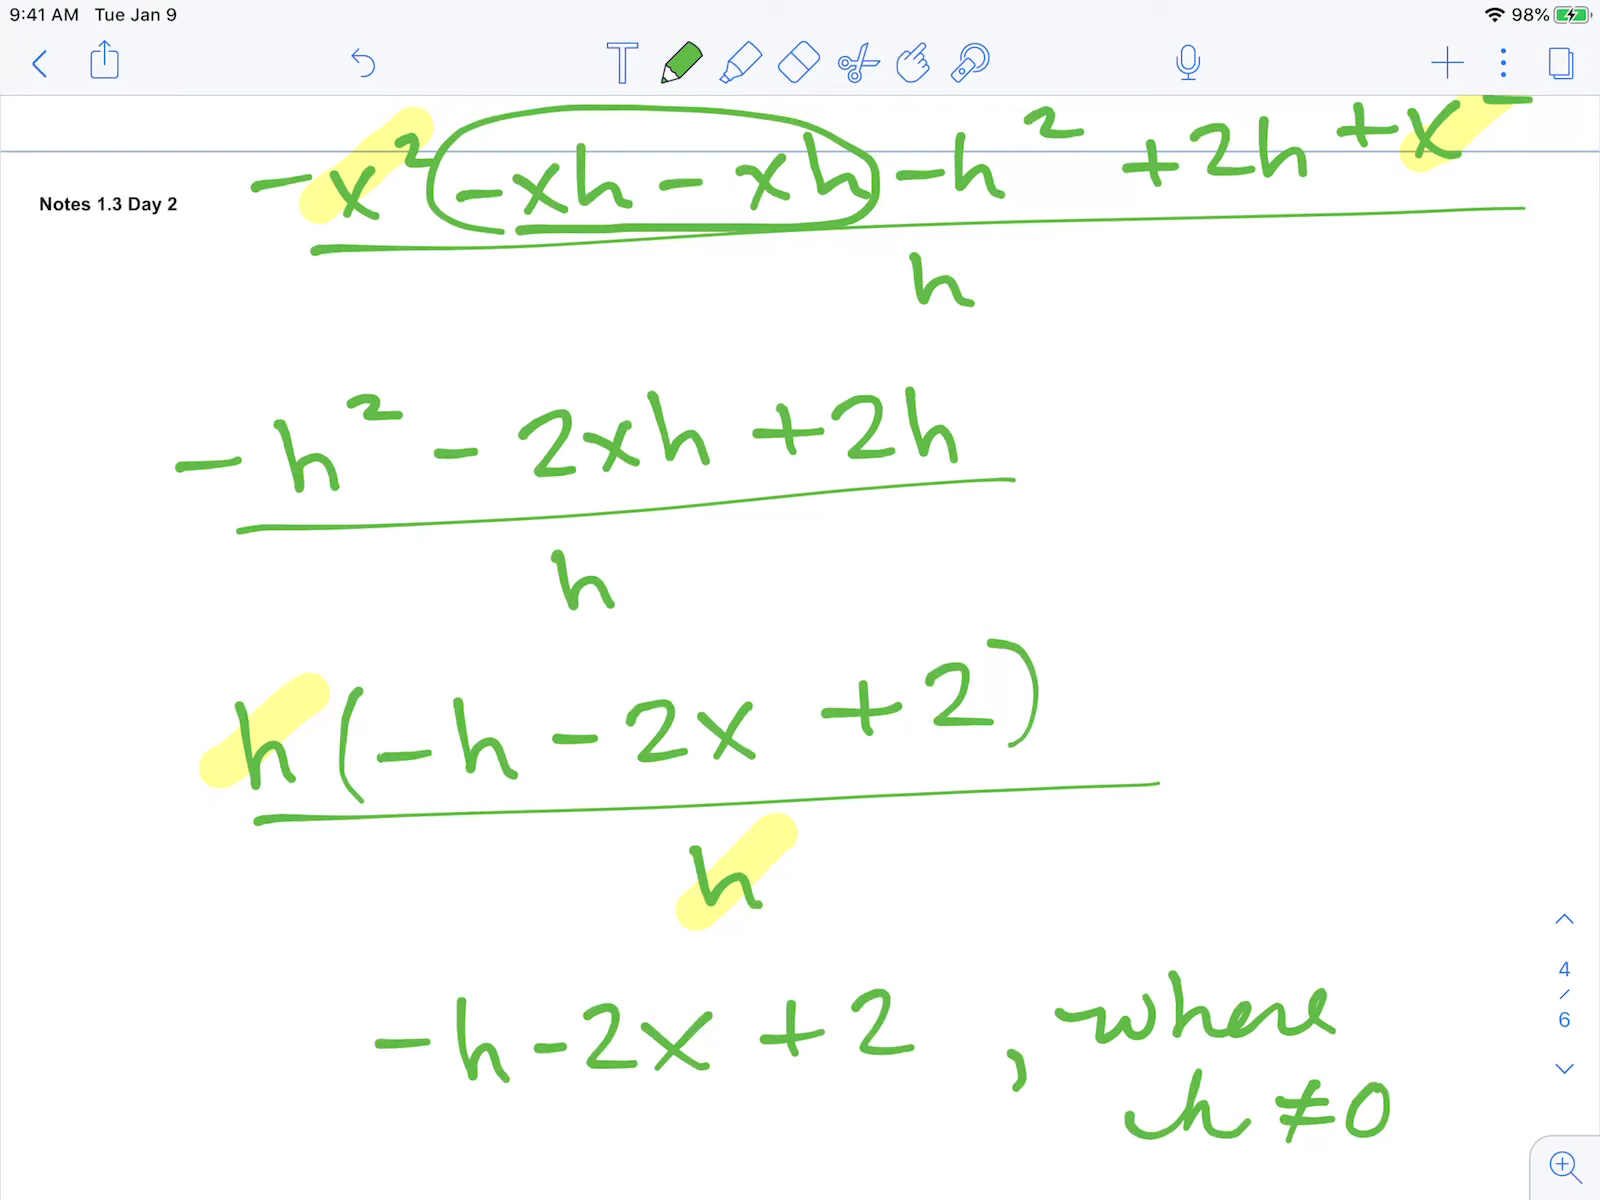 9:41 AM Tue Jan 9 98%
T
-x² -xh - xh -h² +2h +x²
Notes 1.3 Day 2
h
-h² - 2xh +2h
h
h(-h - 2x + 2)
h
4
/
6
-h - 2x + 2 , where
h ≠ 0